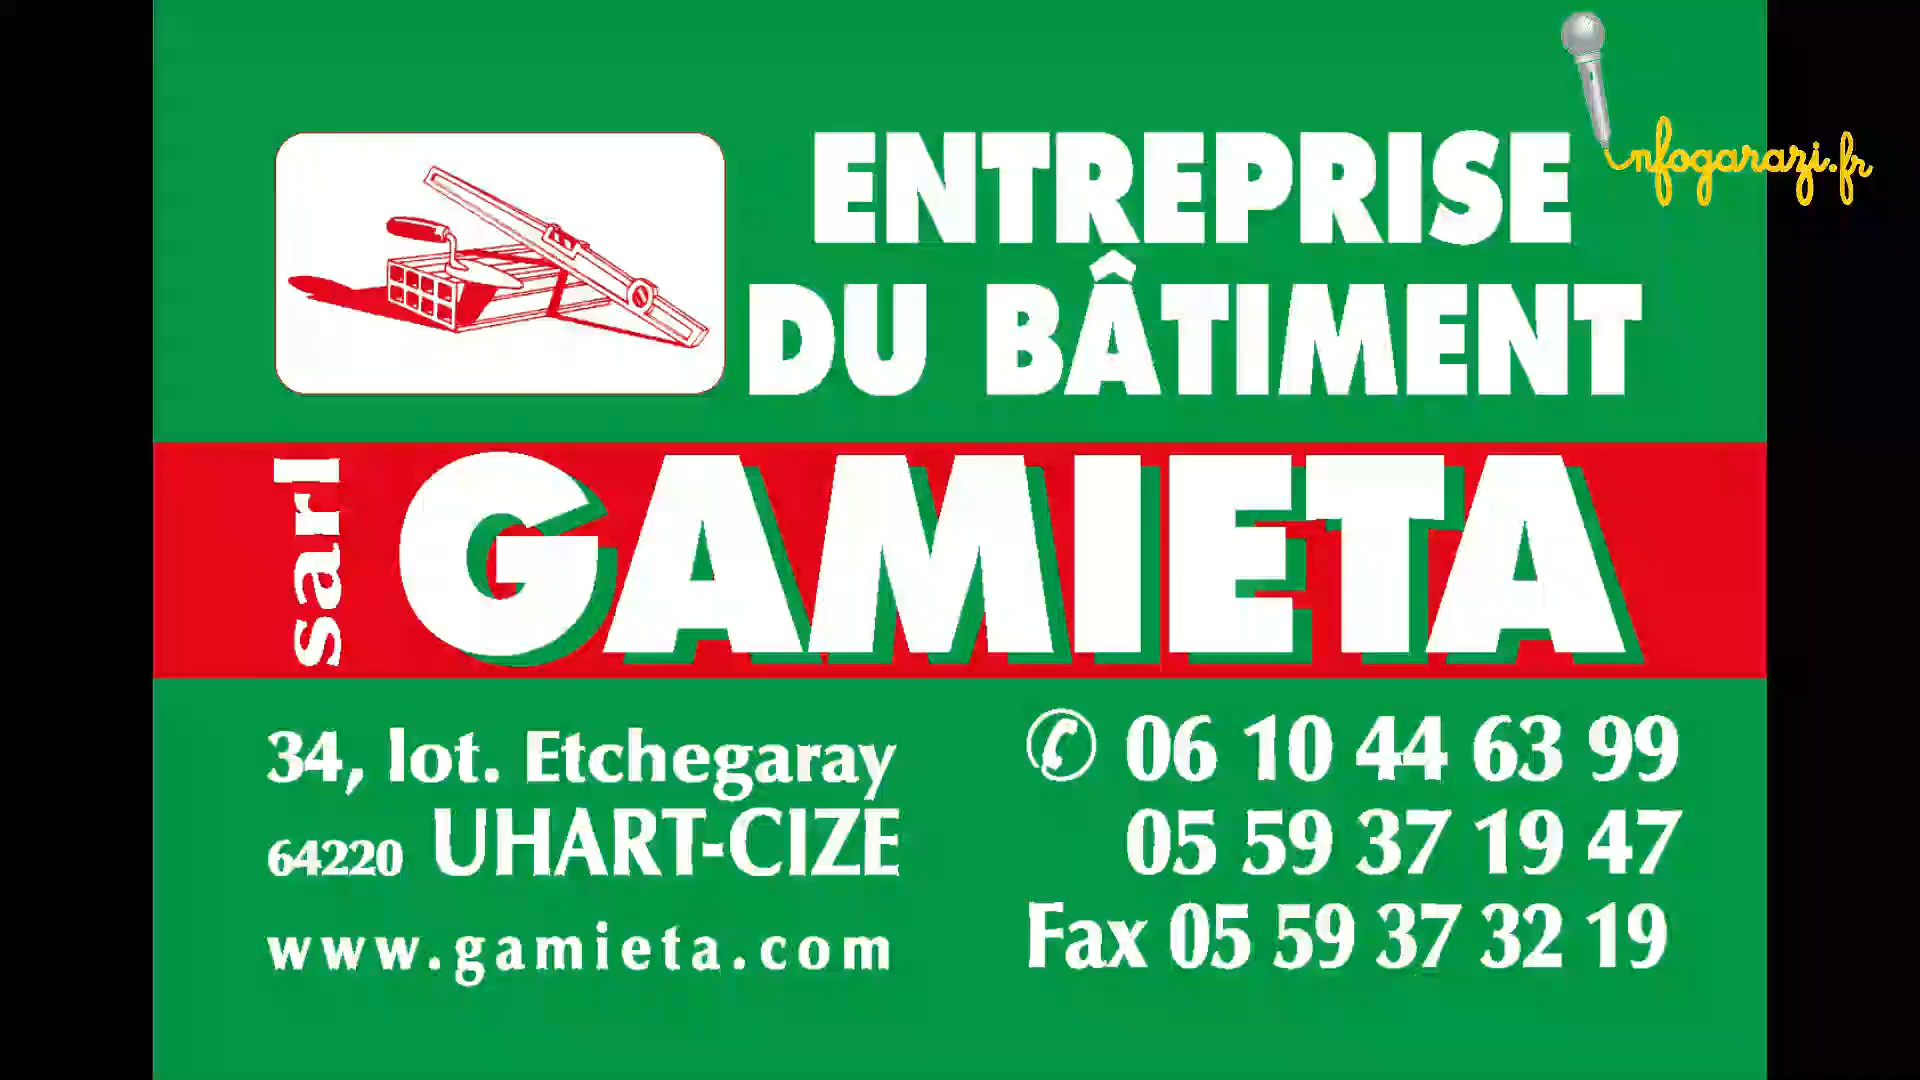 infogarazi.fr
ENTREPRISE
DU BÂTIMENT
sarl GAMIETA
34, lot. Etchegaray
64220 UHART-CIZE
www.gamieta.com
✆ 06 10 44 63 99
05 59 37 19 47
Fax 05 59 37 32 19